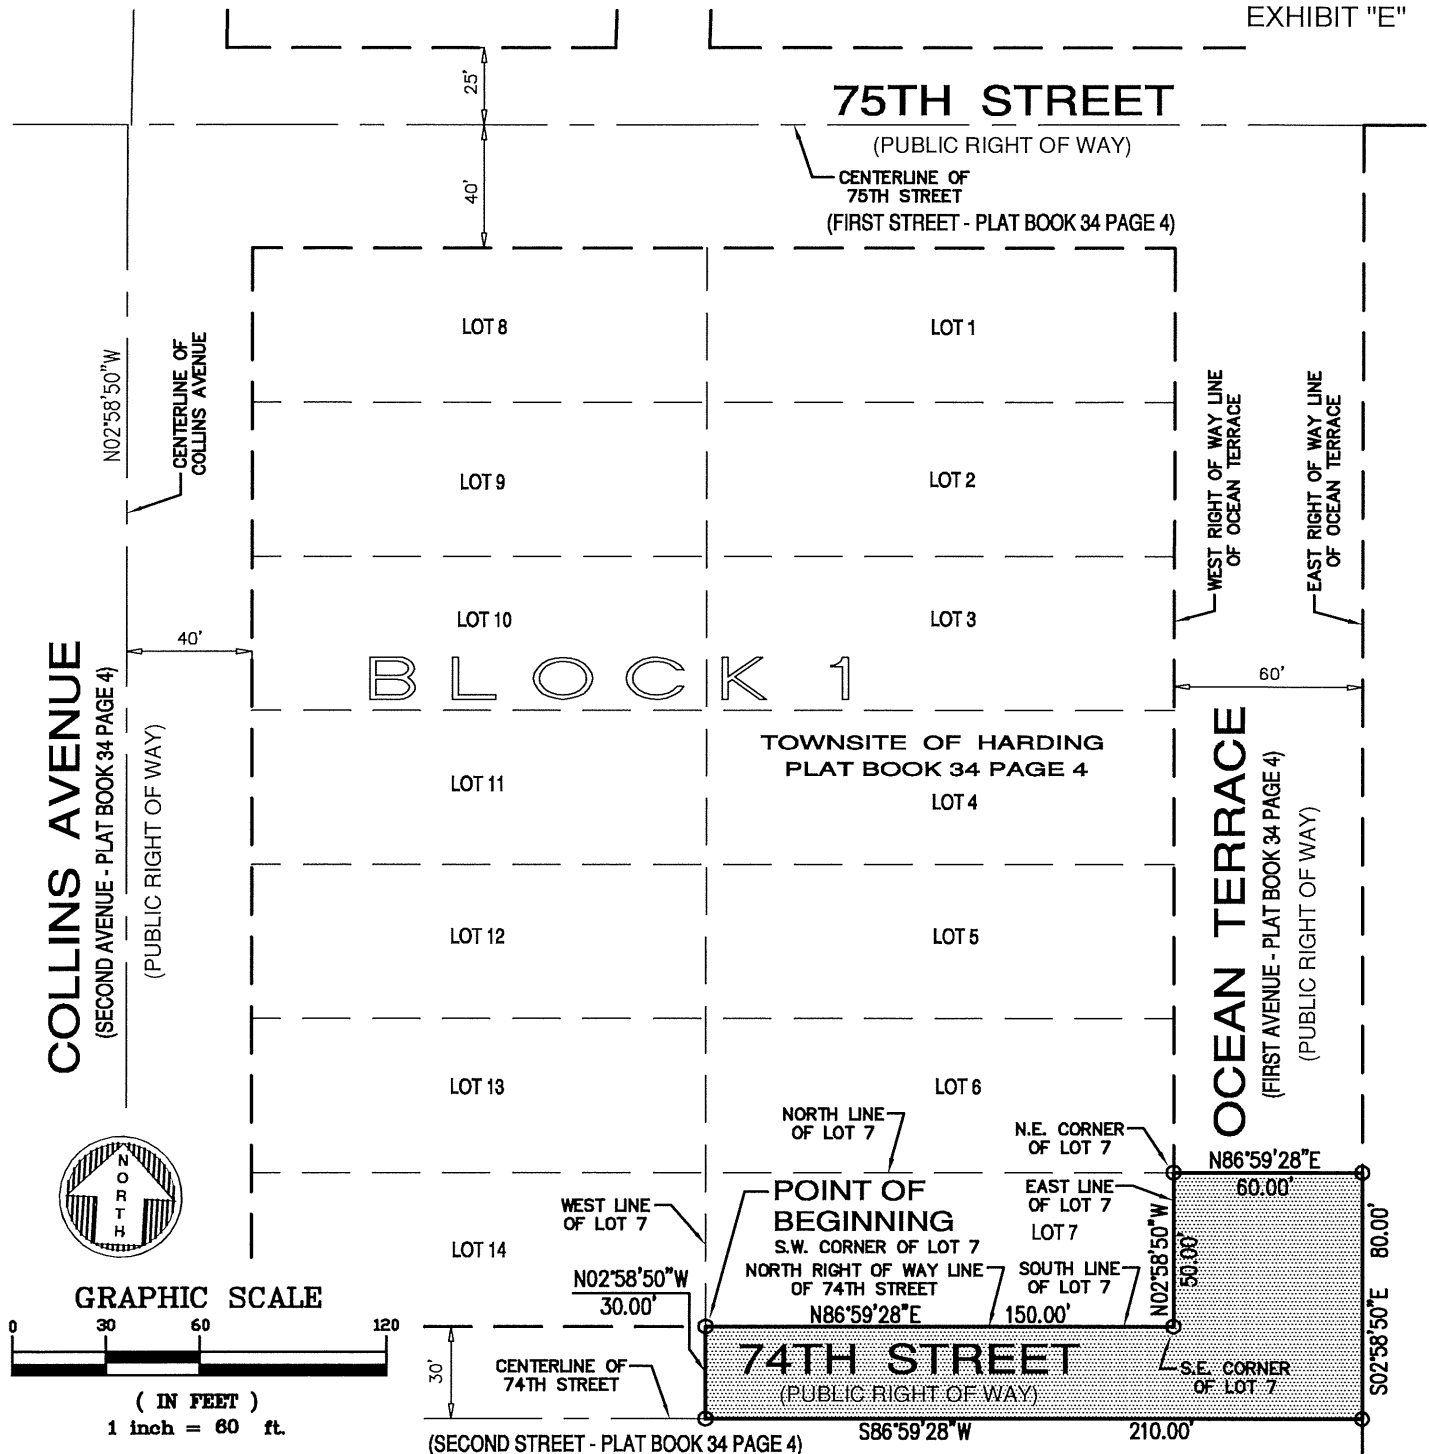 EXHIBIT "E"
25'
75TH STREET
(PUBLIC RIGHT OF WAY)
CENTERLINE OF
75TH STREET
(FIRST STREET - PLAT BOOK 34 PAGE 4)
40'
LOT 8
LOT 1
N02°58'50"W
CENTERLINE OF
COLLINS AVENUE
LOT 9
LOT 2
WEST RIGHT OF WAY LINE
OF OCEAN TERRACE
EAST RIGHT OF WAY LINE
OF OCEAN TERRACE
LOT 10
LOT 3
40'
BLOCK 1
60'
COLLINS AVENUE
(SECOND AVENUE - PLAT BOOK 34 PAGE 4)
(PUBLIC RIGHT OF WAY)
TOWNSITE OF HARDING
PLAT BOOK 34 PAGE 4
LOT 11
LOT 4
OCEAN TERRACE
(FIRST AVENUE - PLAT BOOK 34 PAGE 4)
(PUBLIC RIGHT OF WAY)
LOT 12
LOT 5
LOT 13
LOT 6
NORTH LINE
OF LOT 7
N.E. CORNER
OF LOT 7
N86°59'28"E
60.00'
NORTH
WEST LINE
OF LOT 7
POINT OF
BEGINNING
S.W. CORNER OF LOT 7
EAST LINE
OF LOT 7
LOT 7
N02°58'50"W
50.00'
80.00'
S02°58'50"E
LOT 14
NORTH RIGHT OF WAY LINE
OF 74TH STREET
SOUTH LINE
OF LOT 7
N02°58'50"W
30.00'
N86°59'28"E 150.00'
GRAPHIC SCALE
0 30 60 120
( IN FEET )
1 inch = 60 ft.
30'
CENTERLINE OF
74TH STREET
74TH STREET
(PUBLIC RIGHT OF WAY)
S.E. CORNER
OF LOT 7
S86°59'28"W 210.00'
(SECOND STREET - PLAT BOOK 34 PAGE 4)